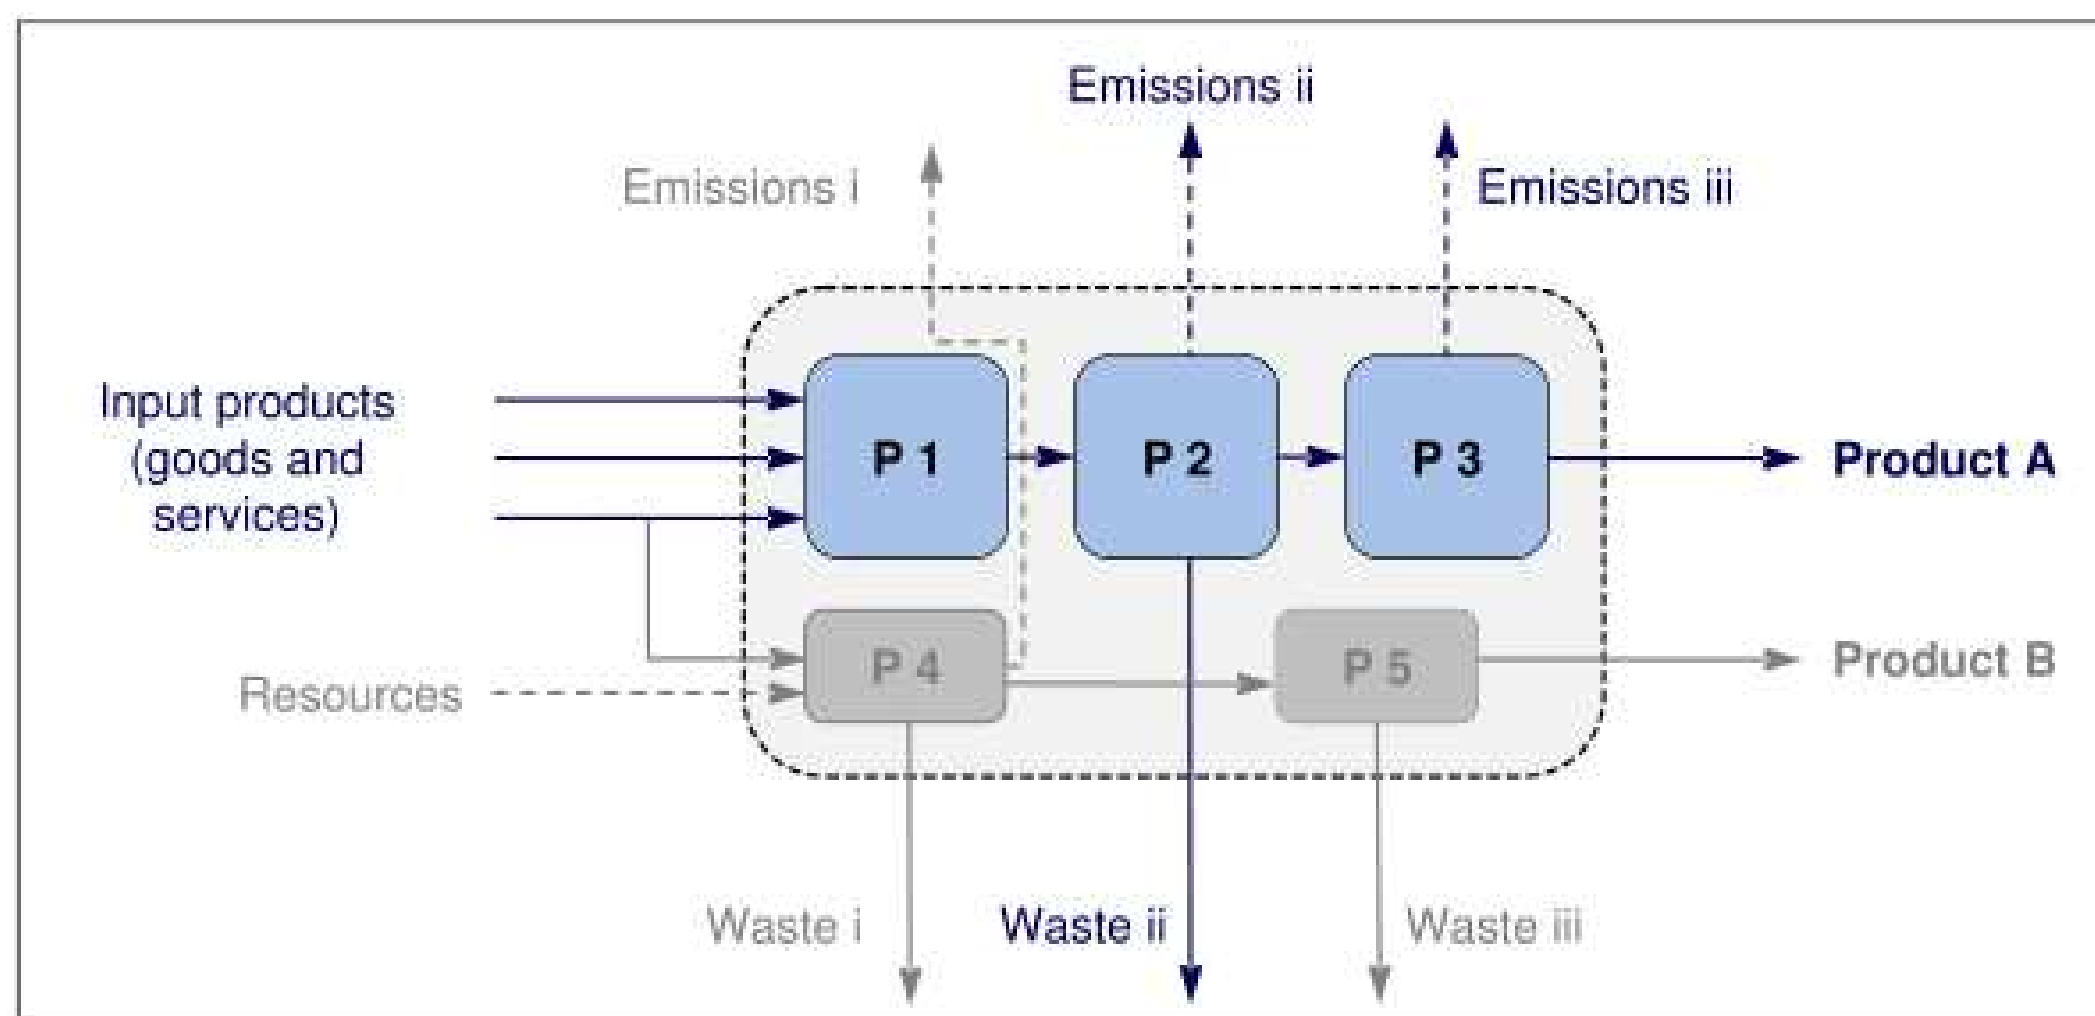 Emissions ii
Emissions i
Emissions iii
Input products
(goods and
services)
P 1
P 2
P 3
Product A
P 4
P 5
Product B
Resources
Waste i
Waste ii
Waste iii